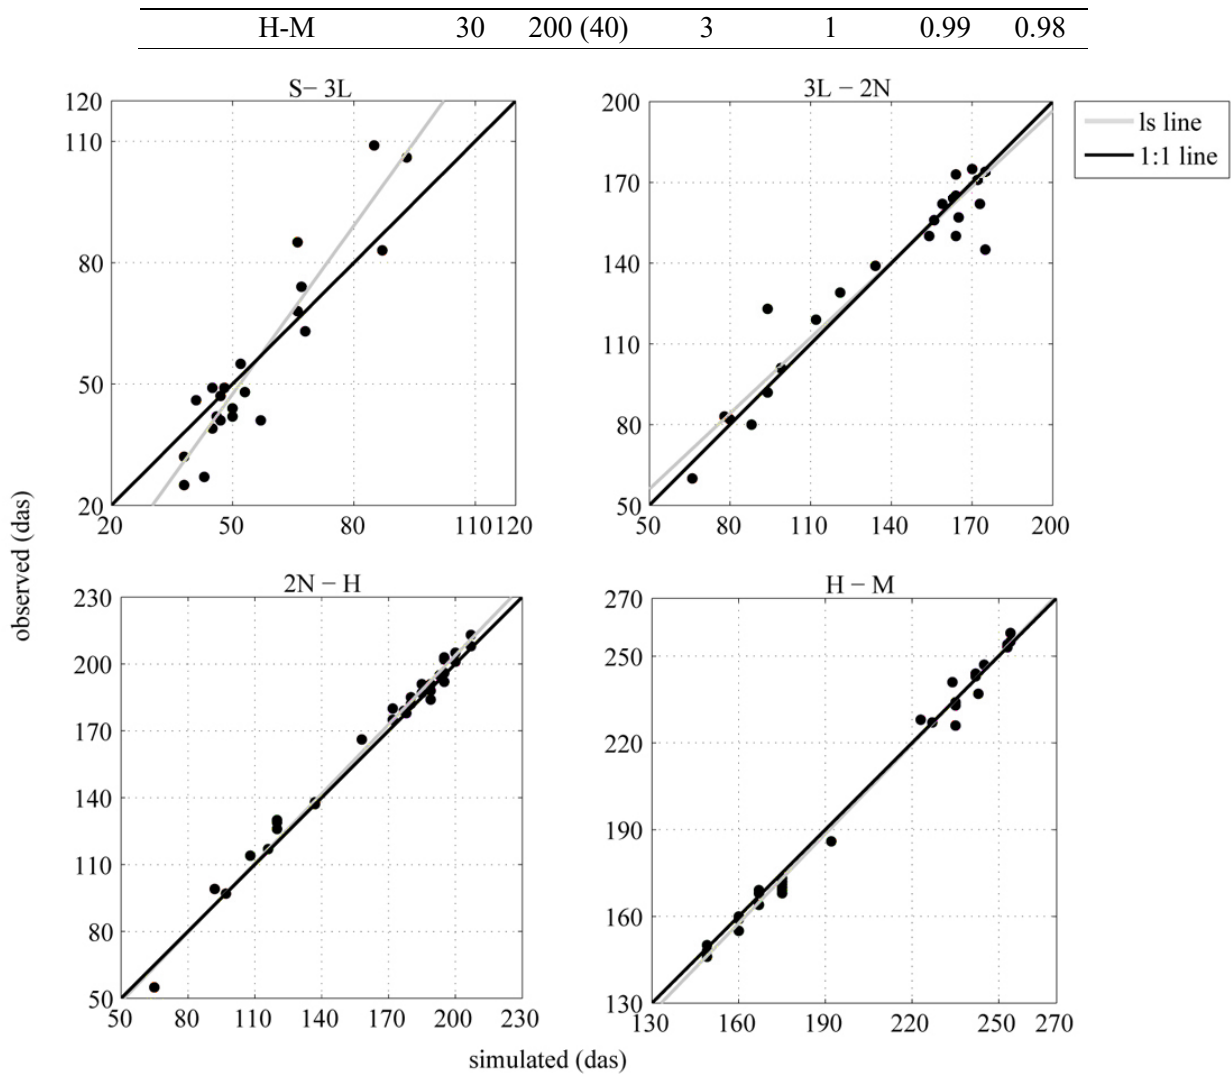 H-M 30 200 (40) 3 1 0.99 0.98
S− 3L
120
110
80
50
20
20 50 80 110 120
3L − 2N
200
170
140
110
80
50
50 80 110 140 170 200
ls line
1:1 line
observed (das)
2N − H
230
200
170
140
110
80
50
50 80 110 140 170 200 230
H − M
270
250
220
190
160
130
130 160 190 220 250 270
simulated (das)